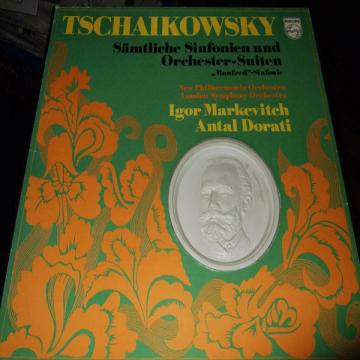 TSCHAIKOWSKY
PHILIPS
Sämtliche Sinfonien und
Orchester-Suiten
„Manfred"-Sinfonie
New Philharmonia Orchestra
London Symphony Orchestra
Igor Markevitch
Antal Dorati